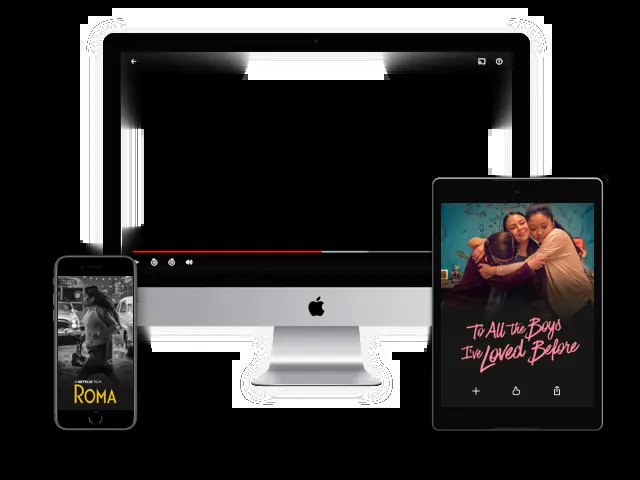 A NETFLIX FILM
ROMA
To All the Boys
I've Loved Before